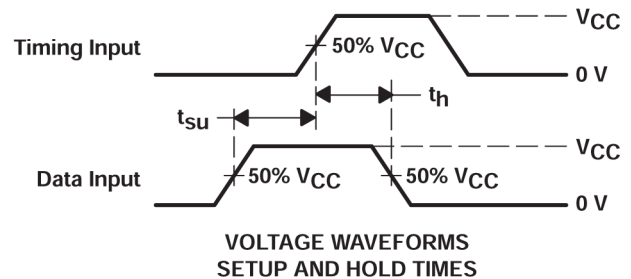 VCC
Timing Input 50% VCC
0 V
th
tsu
VCC
Data Input 50% VCC 50% VCC
0 V
VOLTAGE WAVEFORMS
SETUP AND HOLD TIMES